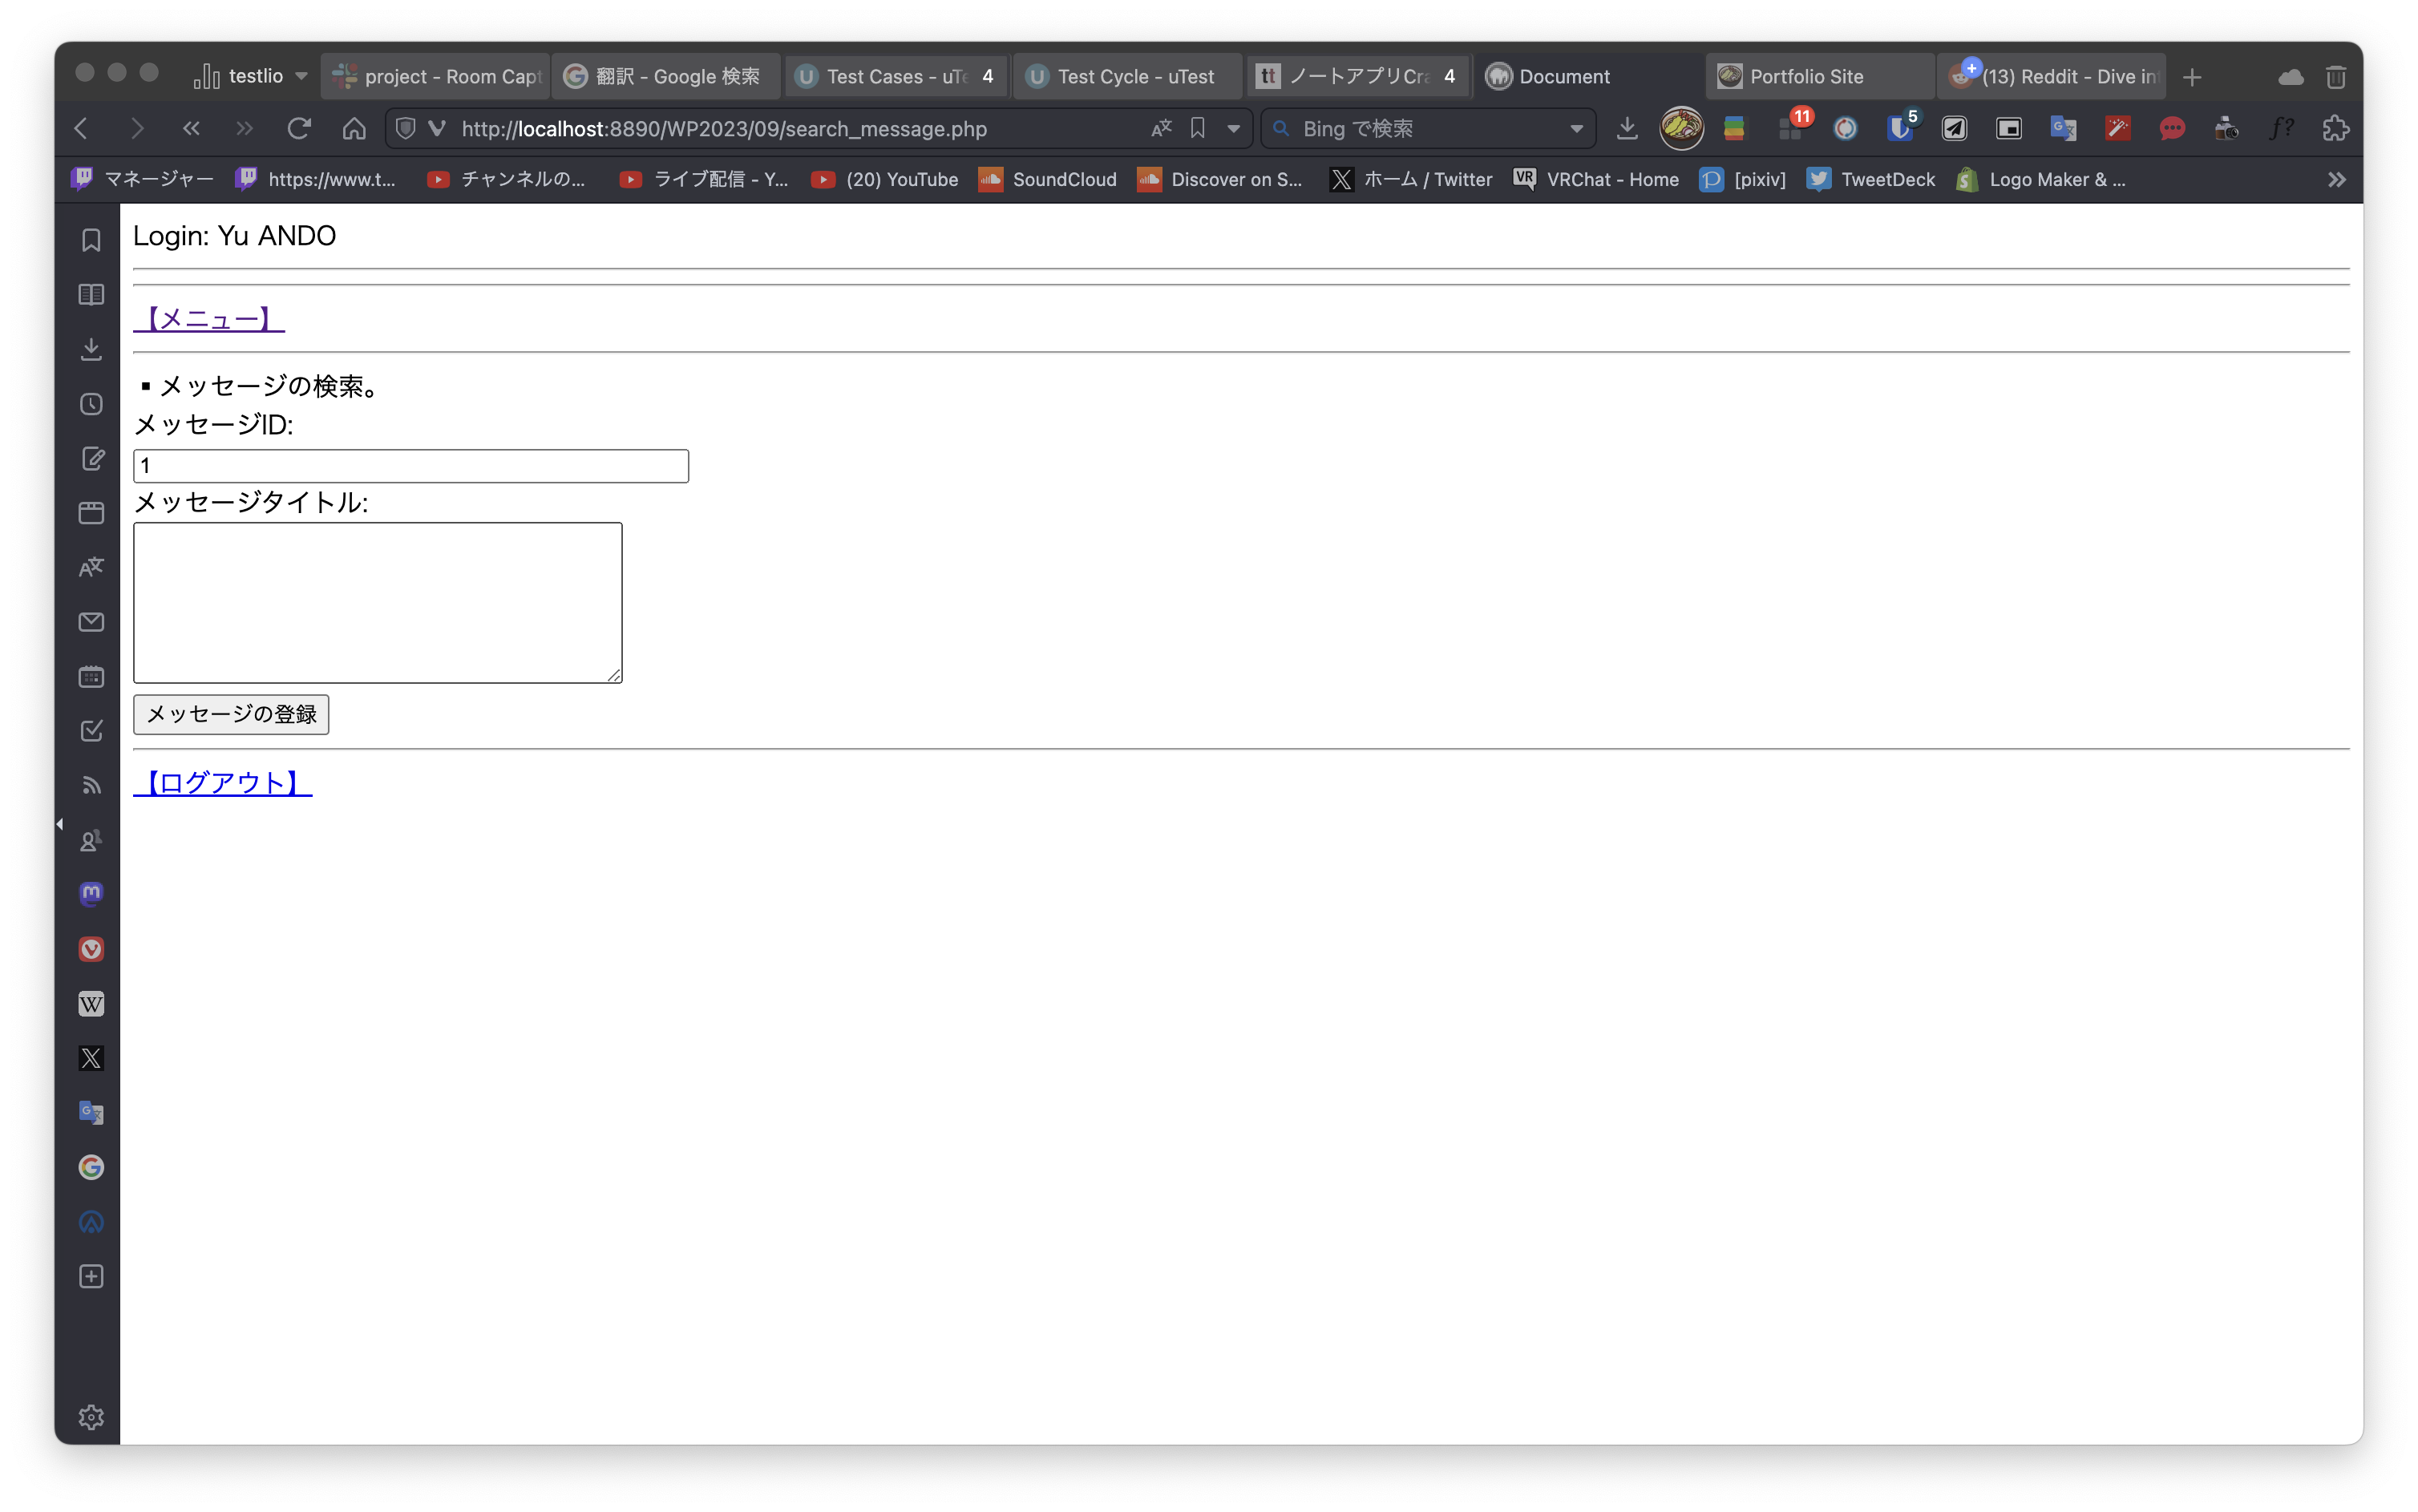 testlio
project - Room Capt
翻訳 - Google 検索
Test Cases - uTe 4
Test Cycle - uTest
tt ノートアプリCra 4
Document
Portfolio Site
(13) Reddit - Dive int
http://localhost:8890/WP2023/09/search_message.php
Bing で検索
11
5
f?
マネージャー
https://www.t...
チャンネルの...
ライブ配信 - Y...
(20) YouTube
SoundCloud
Discover on S...
ホーム / Twitter
VR
VRChat - Home
[pixiv]
TweetDeck
Logo Maker & ...
Login: Yu ANDO
【メニュー】
▪メッセージの検索。
メッセージID:
1
メッセージタイトル:
メッセージの登録
【ログアウト】